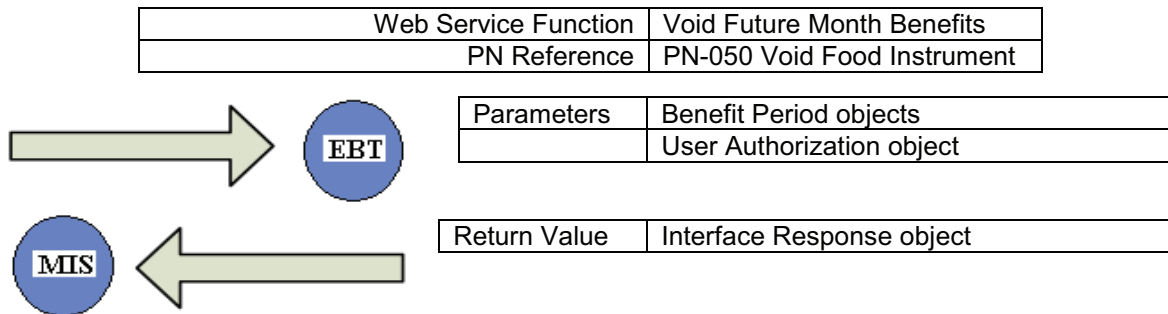 Web Service Function Void Future Month Benefits
PN Reference PN-050 Void Food Instrument
Parameters Benefit Period objects
EBT User Authorization object
Return Value Interface Response object
MIS